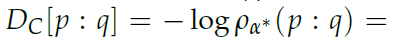 D_C[p : q] = − log ρ_{α*}(p : q) =